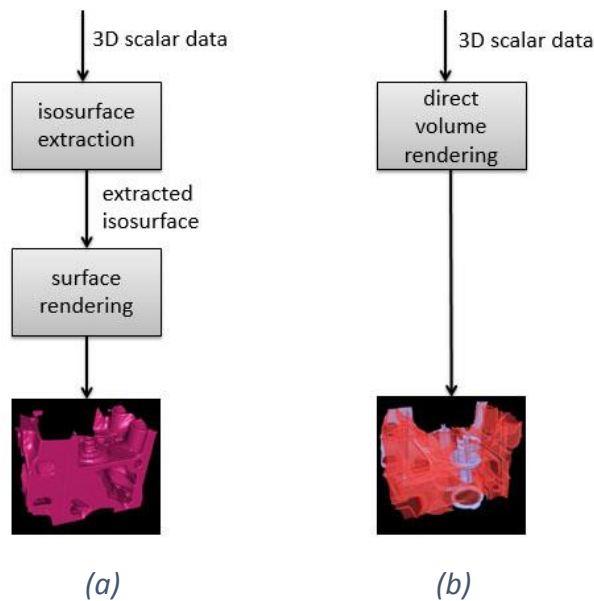 3D scalar data
isosurface
extraction
extracted
isosurface
surface
rendering
(a)
3D scalar data
direct
volume
rendering
(b)